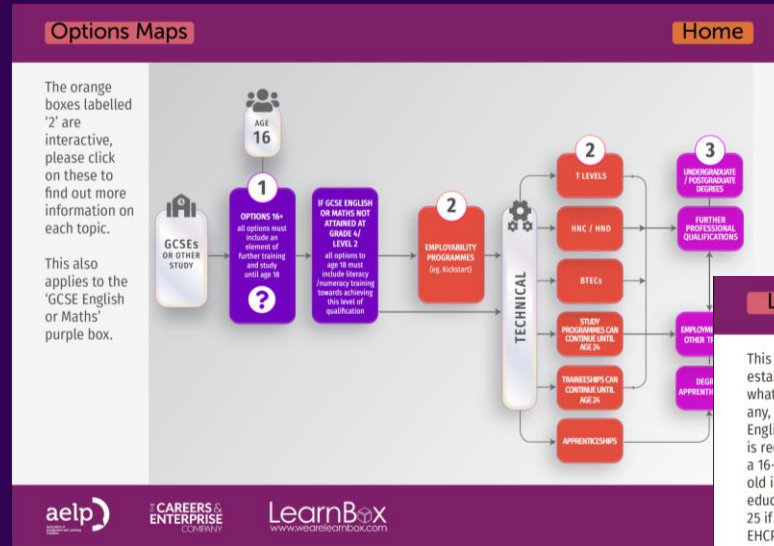 Options Maps
Home
The orange
boxes labelled
'2' are
interactive,
please click
on these to
find out more
information on
each topic.
This also
applies to the
'GCSE English
or Maths'
purple box.
AGE
16
GCSEs
OR OTHER
STUDY
1
OPTIONS 16+
all options must
include an
element of
further training
and study
until age 18
?
IF GCSE ENGLISH
OR MATHS NOT
ATTAINED AT
GRADE 4/
LEVEL 2
all options to
age 18 must
include literacy
/numeracy training
towards achieving
this level of
qualification
2
EMPLOYABILITY
PROGRAMMES
(eg. Kickstart)
TECHNICAL
2
T LEVELS
HNC / HND
BTECs
STUDY
PROGRAMMES CAN
CONTINUE UNTIL
AGE 24
TRAINEESHIPS CAN
CONTINUE UNTIL
AGE 24
APPRENTICESHIPS
3
UNDERGRADUATE
/ POSTGRADUATE
DEGREES
FURTHER
PROFESSIONAL
QUALIFICATIONS
OTHER
This
what
any,
is
a 16-
old
25 if
EHCP
aelp
THE CAREERS &
ENTERPRISE
COMPANY
LearnBox
www.wearelearnbox.com